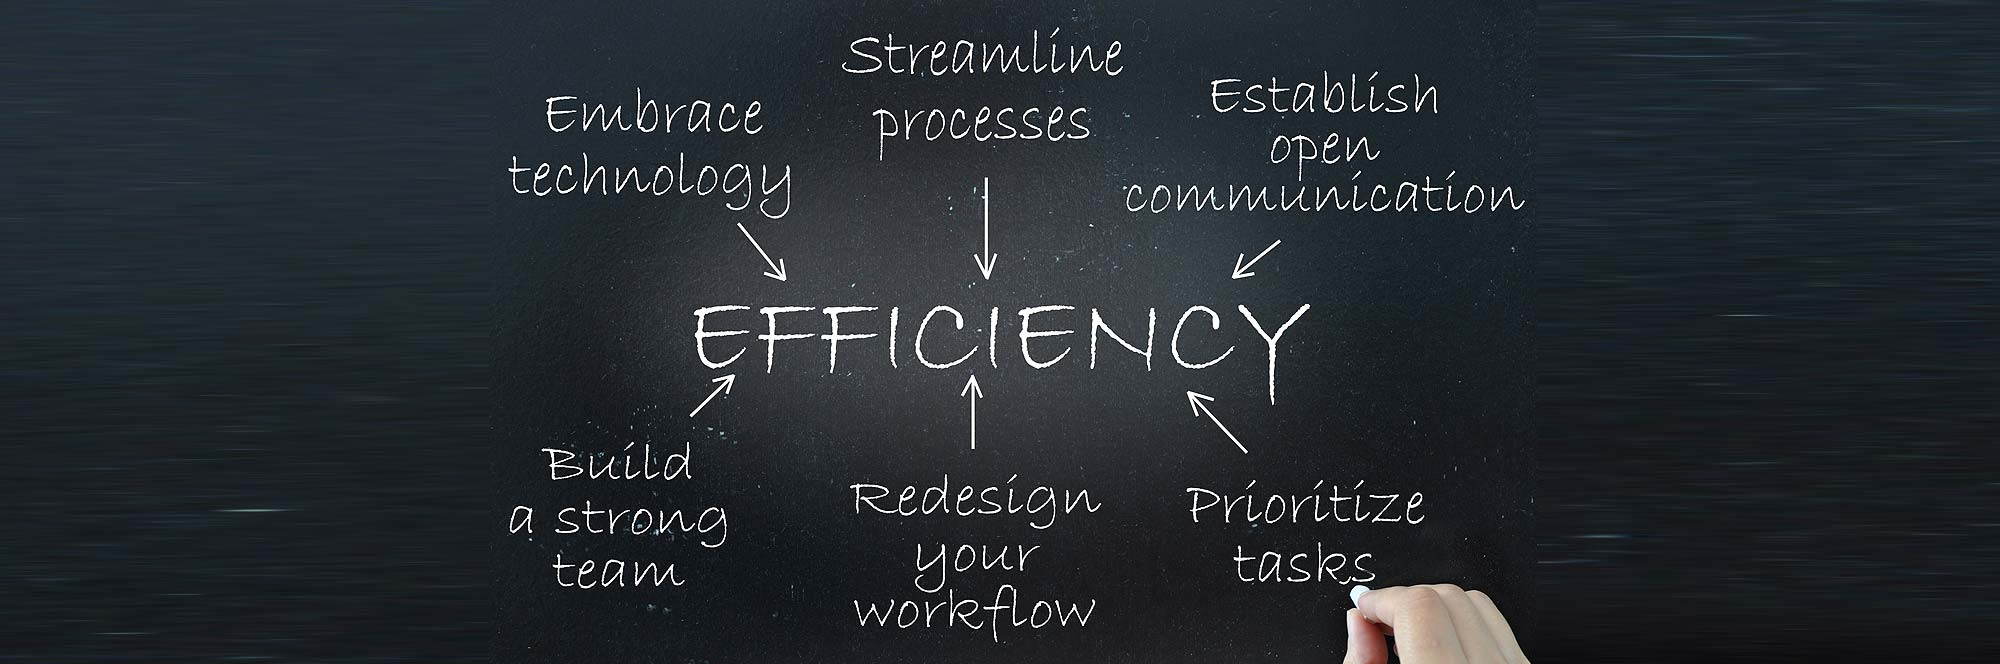 Embrace
technology
Streamline
processes
Establish
open
communication
EFFICIENCY
Build
a strong
team
Redesign
your
workflow
Prioritize
tasks